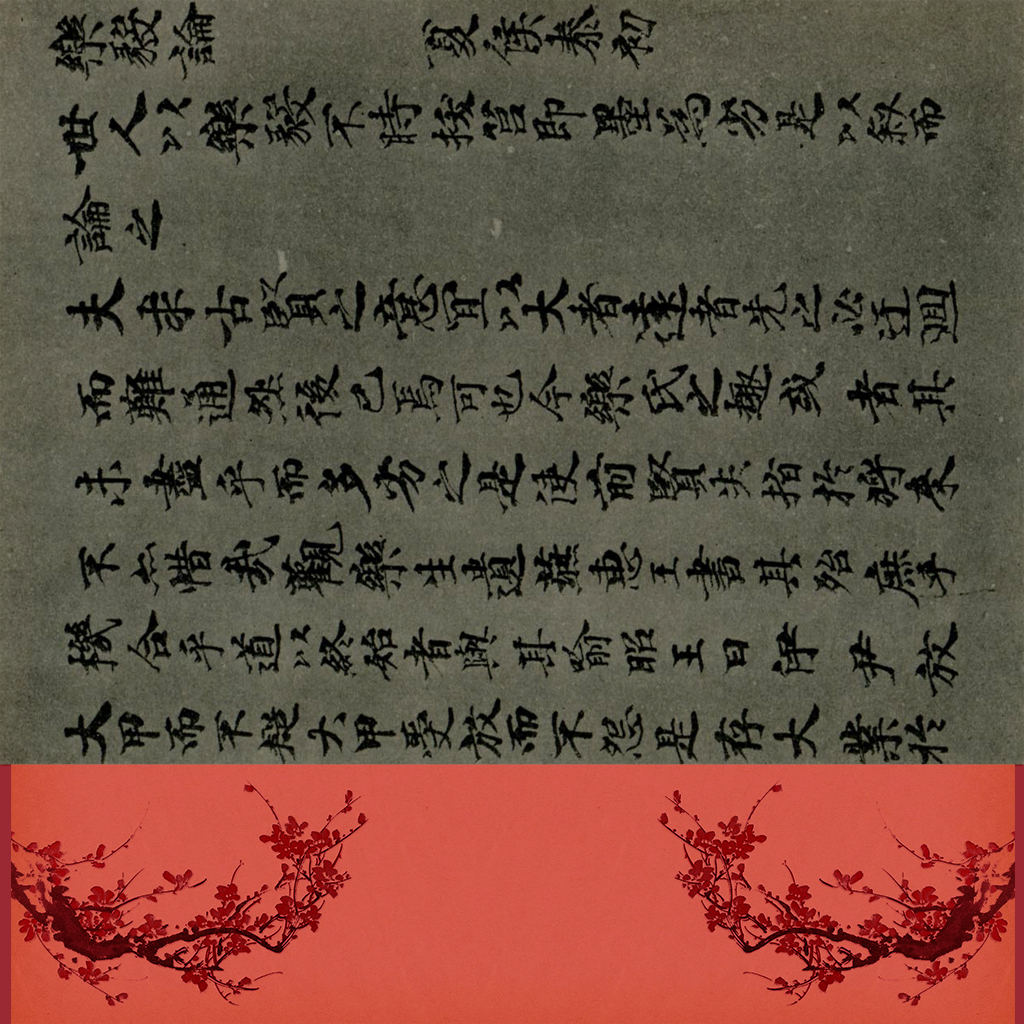 樂毅論 夏侯泰初
世人以樂毅不時拔莒即墨為劣是以叙而
論之
夫求古賢之意宜以大者遠者先之必迂迴
而難通然後已焉可也今樂氏之趣或者其
未盡乎而多劣之是使前賢失指於將來
不亦惜哉觀樂生遺燕惠王書其殆庶乎
機合乎道以終始者與其喻昭王曰伊尹放
大甲而不疑大甲受放而不怨是存大業於